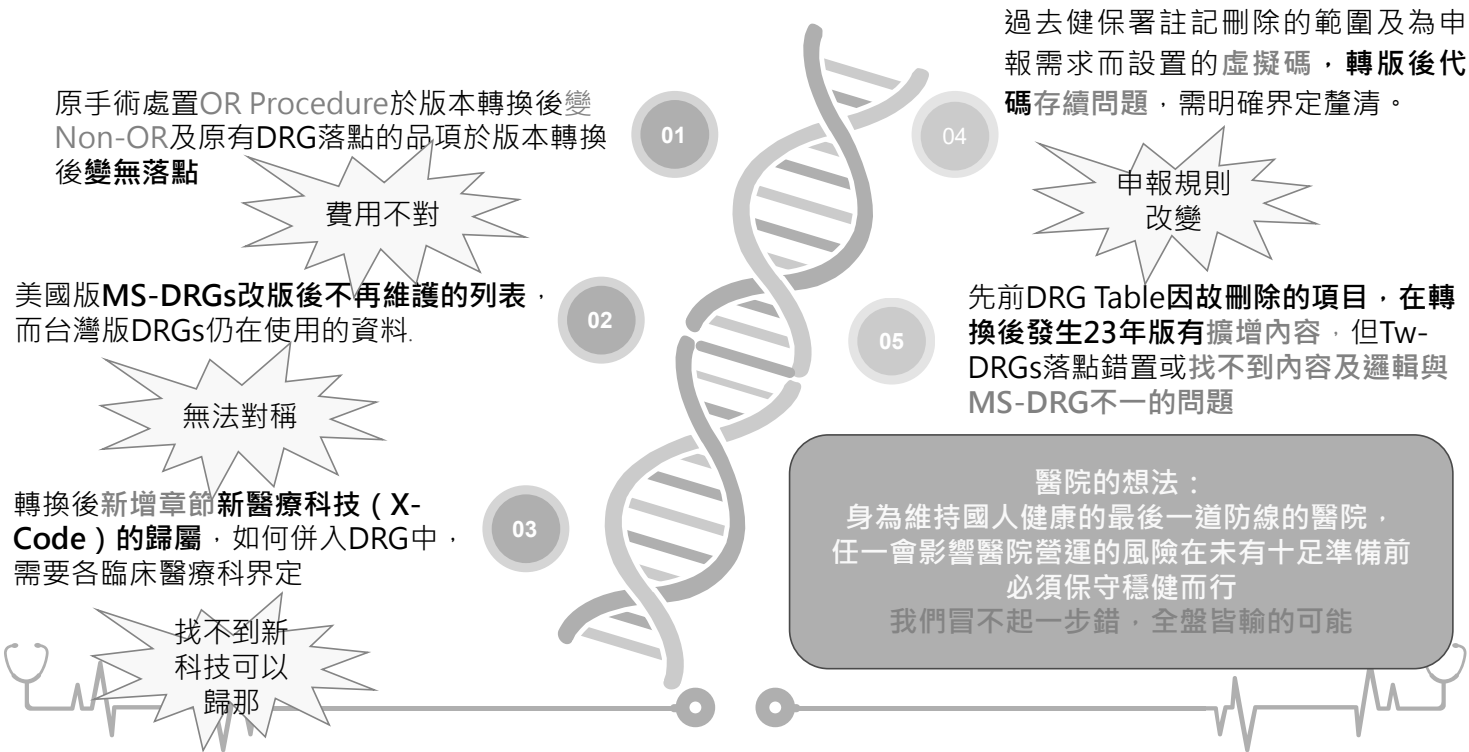 01
原手術處置OR Procedure於版本轉換後變
Non-OR及原有DRG落點的品項於版本轉換
後變無落點
費用不對
02
美國版MS-DRGs改版後不再維護的列表，
而台灣版DRGs仍在使用的資料.
無法對稱
03
轉換後新增章節新醫療科技（X-
Code）的歸屬，如何併入DRG中，
需要各臨床醫療科界定
找不到新
科技可以
歸那
04
過去健保署註記刪除的範圍及為申
報需求而設置的虛擬碼，轉版後代
碼存續問題，需明確界定釐清。
申報規則
改變
05
先前DRG Table因故刪除的項目，在轉
換後發生23年版有擴增內容，但Tw-
DRGs落點錯置或找不到內容及邏輯與
MS-DRG不一的問題
醫院的想法：
身為維持國人健康的最後一道防線的醫院，
任一會影響醫院營運的風險在未有十足準備前
必須保守穩健而行
我們冒不起一步錯，全盤皆輸的可能